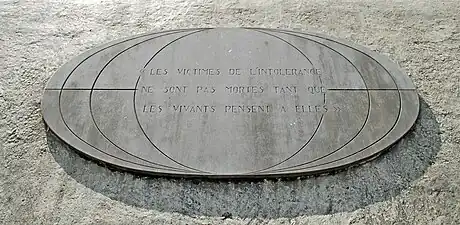 « LES VICTIMES DE L'INTOLERANCE
NE SONT PAS MORTES TANT QUE
LES VIVANTS PENSENT A ELLES »